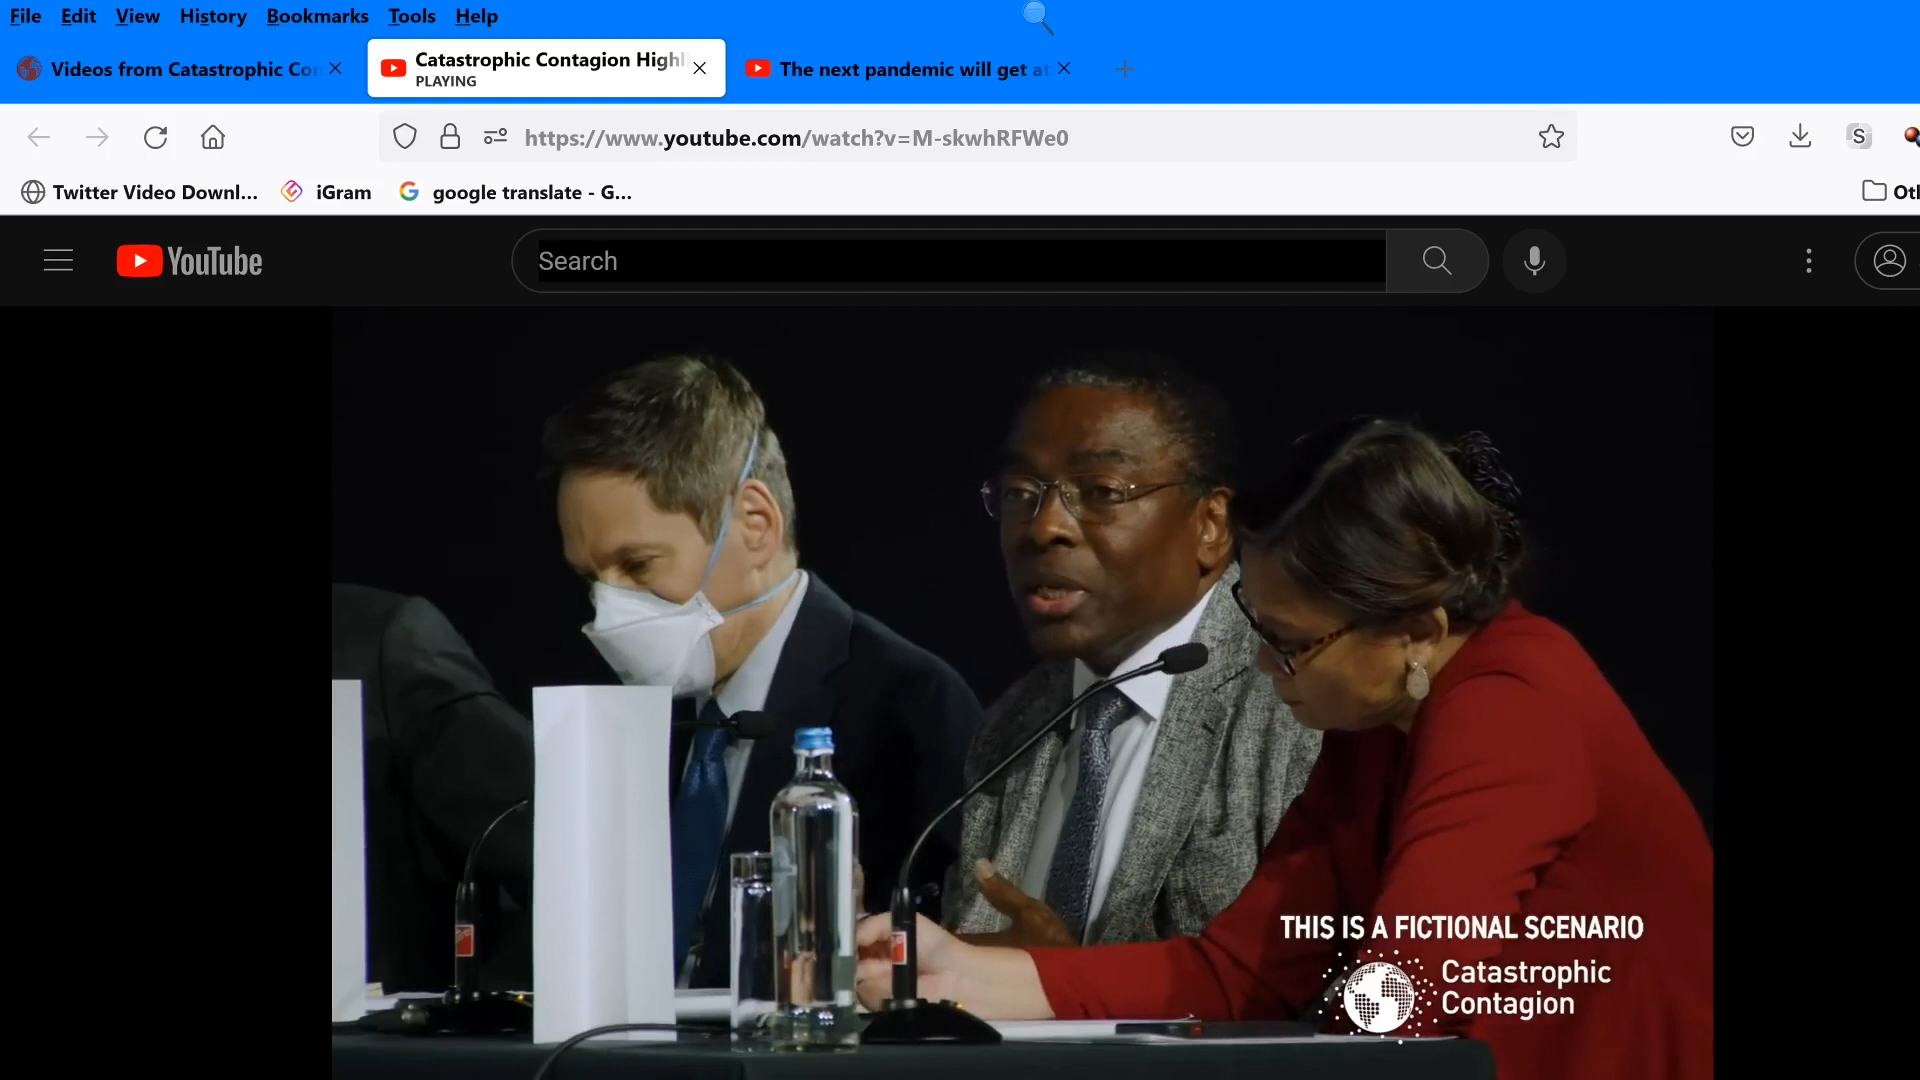 File Edit View History Bookmarks Tools Help
Videos from Catastrophic Con
Catastrophic Contagion Highli
PLAYING
The next pandemic will get at
https://www.youtube.com/watch?v=M-skwhRFWe0
S
Twitter Video Downl... iGram google translate - G...
YouTube
Search
THIS IS A FICTIONAL SCENARIO
Catastrophic
Contagion